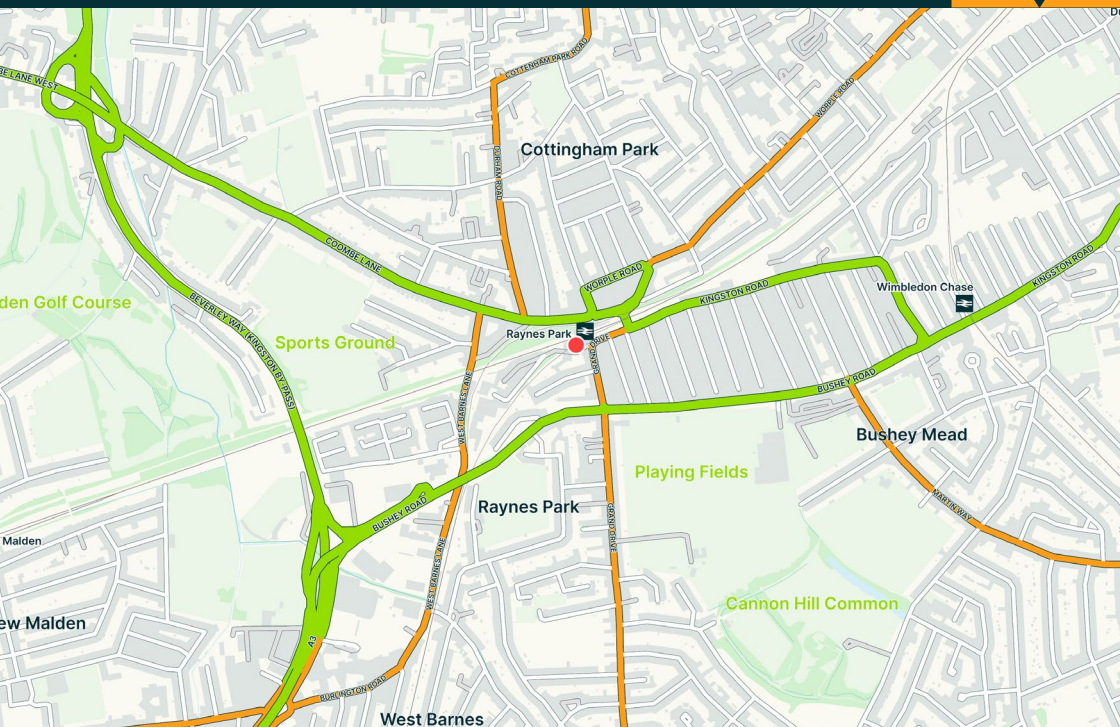 BE LANE WEST
COTTENHAM PARK ROAD
WORPLE ROAD
Cottingham Park
DURHAM ROAD
COOMBE LANE
WORPLE ROAD
KINGSTON ROAD
KINGSTON ROAD
Wimbledon Chase
den Golf Course
BEVERLEY WAY (KINGSTON BY-PASS)
Sports Ground
Raynes Park
DRIVE
GRAND
BUSHEY ROAD
WEST BARNES LANE
Bushey Mead
Playing Fields
Raynes Park
BUSHEY ROAD
MARTIN WAY
GRAND DRIVE
Malden
WEST BARNES LANE
Cannon Hill Common
ew Malden
A3
BURLINGTON ROAD
West Barnes